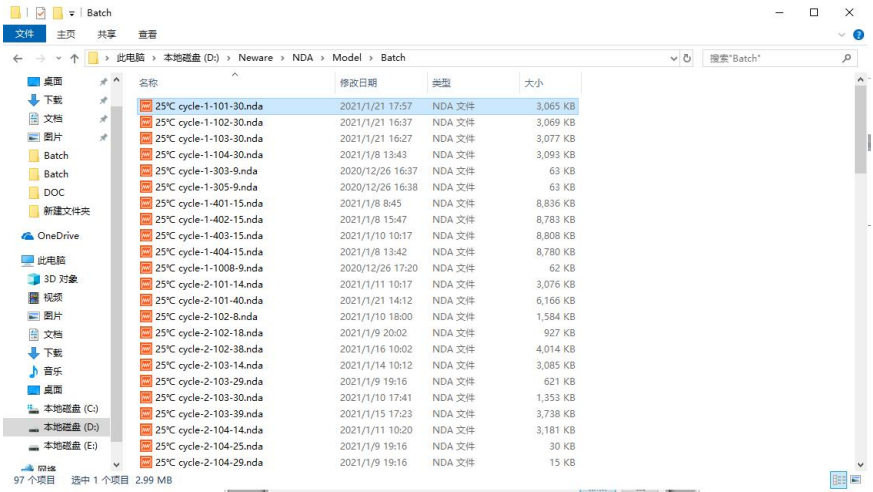 Batch
文件 主页 共享 查看
此电脑 › 本地磁盘 (D:) › Neware › NDA › Model › Batch 搜索"Batch"
名称 修改日期 类型 大小
桌面
下载
文档
图片
Batch
Batch
DOC
新建文件夹
OneDrive
此电脑
3D 对象
视频
图片
文档
下载
音乐
桌面
本地磁盘 (C:)
本地磁盘 (D:)
本地磁盘 (E:)
网络
25℃ cycle-1-101-30.nda 2021/1/21 17:57 NDA 文件 3,065 KB
25℃ cycle-1-102-30.nda 2021/1/21 16:37 NDA 文件 3,069 KB
25℃ cycle-1-103-30.nda 2021/1/21 16:27 NDA 文件 3,077 KB
25℃ cycle-1-104-30.nda 2021/1/8 13:43 NDA 文件 3,093 KB
25℃ cycle-1-303-9.nda 2020/12/26 16:37 NDA 文件 63 KB
25℃ cycle-1-305-9.nda 2020/12/26 16:38 NDA 文件 63 KB
25℃ cycle-1-401-15.nda 2021/1/8 8:45 NDA 文件 8,836 KB
25℃ cycle-1-402-15.nda 2021/1/8 15:47 NDA 文件 8,783 KB
25℃ cycle-1-403-15.nda 2021/1/10 10:17 NDA 文件 8,808 KB
25℃ cycle-1-404-15.nda 2021/1/8 13:42 NDA 文件 8,780 KB
25℃ cycle-1-1008-9.nda 2020/12/26 17:20 NDA 文件 62 KB
25℃ cycle-2-101-14.nda 2021/1/11 10:17 NDA 文件 3,076 KB
25℃ cycle-2-101-40.nda 2021/1/21 14:12 NDA 文件 6,166 KB
25℃ cycle-2-102-8.nda 2021/1/10 18:00 NDA 文件 1,584 KB
25℃ cycle-2-102-18.nda 2021/1/9 20:02 NDA 文件 927 KB
25℃ cycle-2-102-38.nda 2021/1/16 10:02 NDA 文件 4,014 KB
25℃ cycle-2-103-14.nda 2021/1/14 10:12 NDA 文件 3,085 KB
25℃ cycle-2-103-29.nda 2021/1/9 19:16 NDA 文件 621 KB
25℃ cycle-2-103-30.nda 2021/1/10 17:41 NDA 文件 1,353 KB
25℃ cycle-2-103-39.nda 2021/1/15 17:23 NDA 文件 3,738 KB
25℃ cycle-2-104-14.nda 2021/1/11 10:20 NDA 文件 3,181 KB
25℃ cycle-2-104-25.nda 2021/1/9 19:16 NDA 文件 30 KB
25℃ cycle-2-104-29.nda 2021/1/9 19:16 NDA 文件 15 KB
97 个项目 选中 1 个项目 2.99 MB